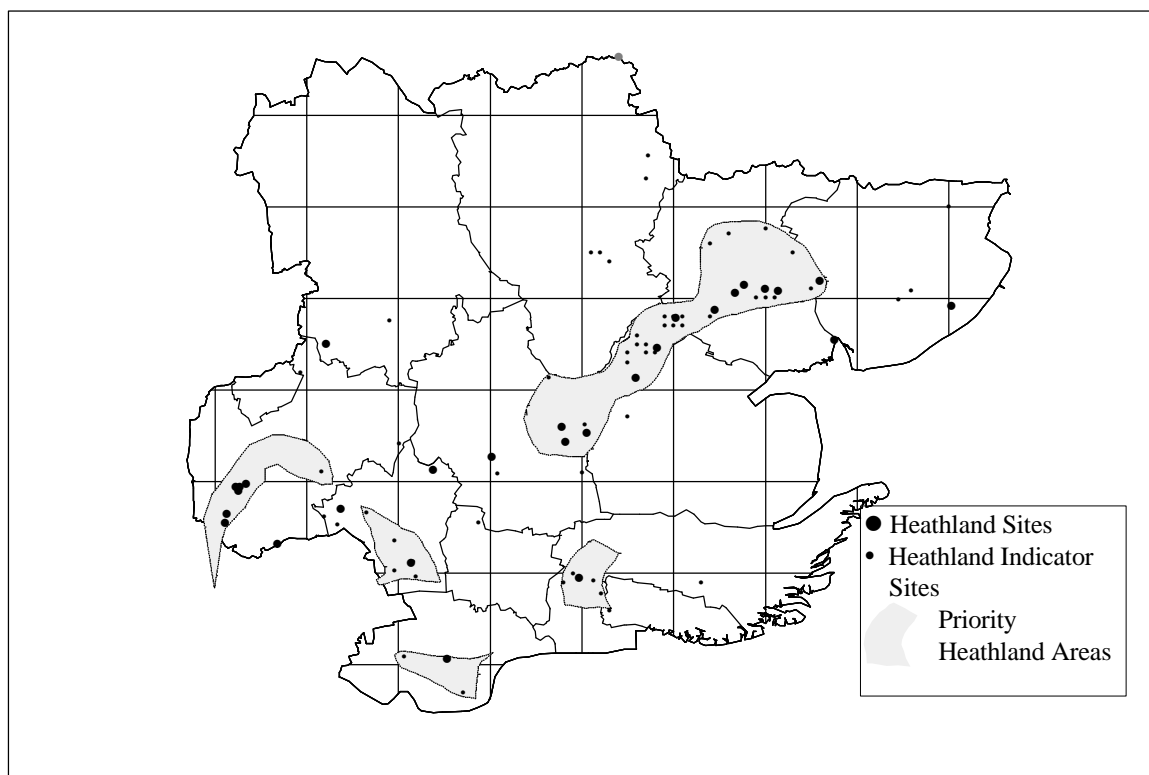 Heathland Sites
Heathland Indicator
Sites
Priority
Heathland Areas